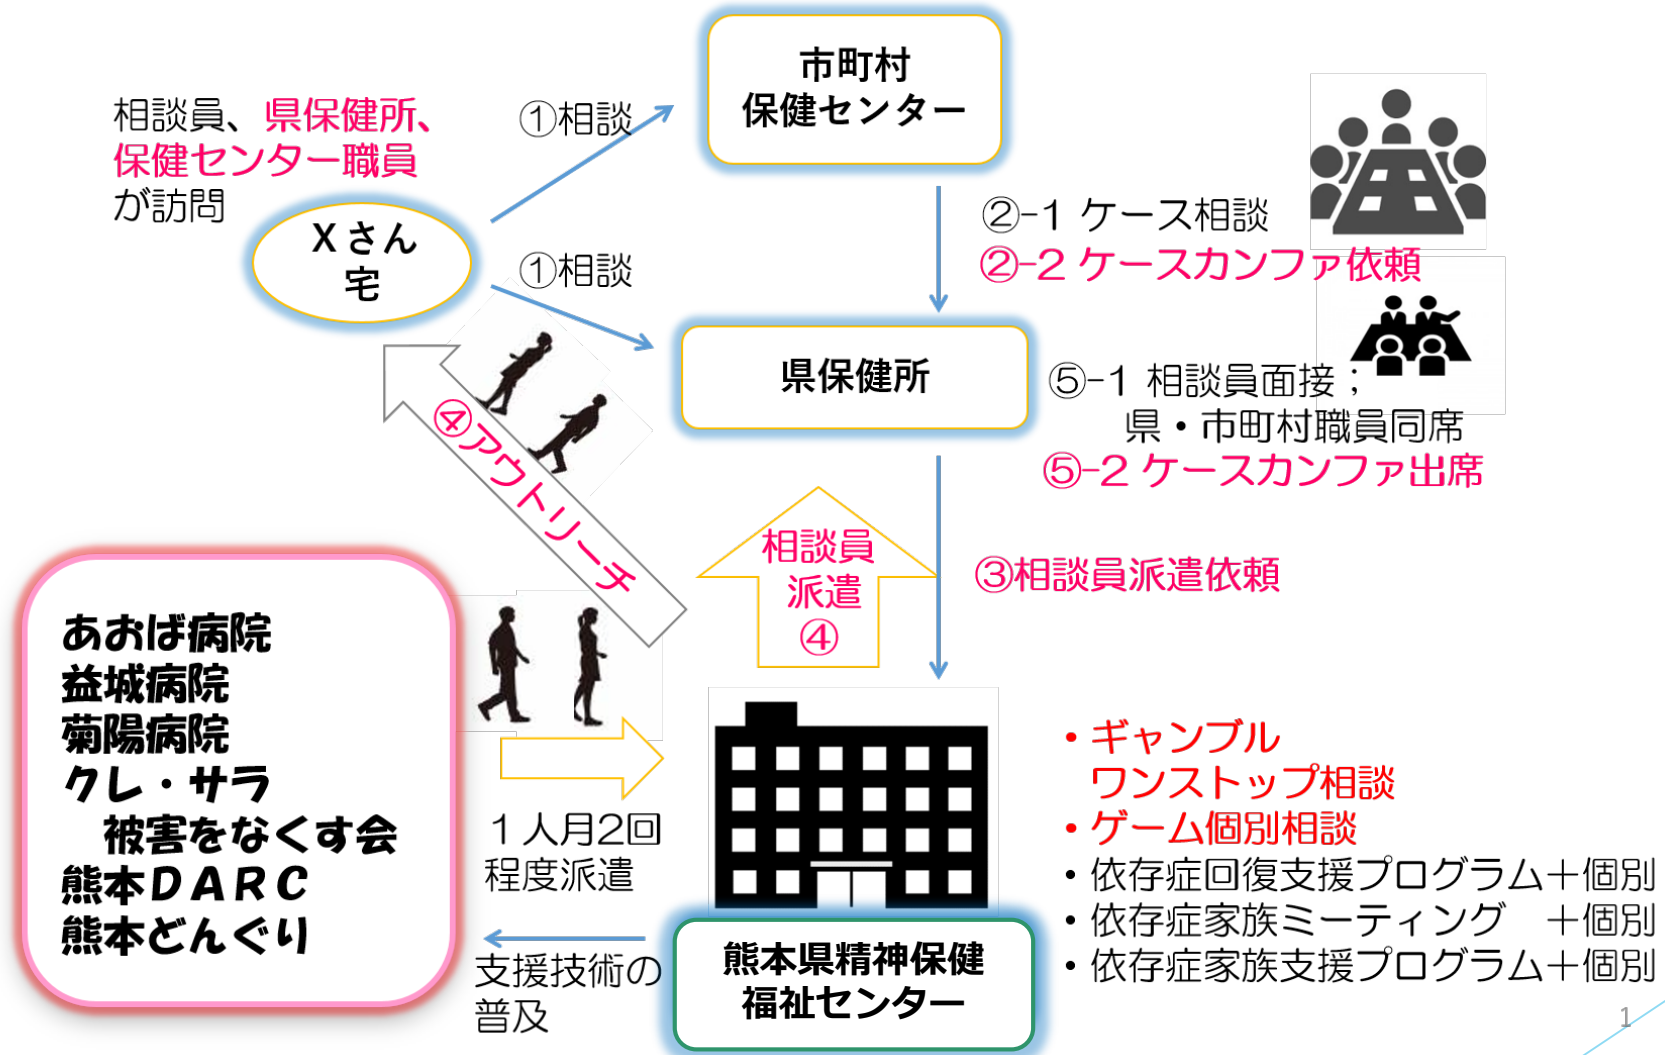 市町村
保健センター
相談員、県保健所、
保健センター職員
が訪問
①相談
Xさん
宅
①相談
②-1 ケース相談
②-2 ケースカンファ依頼
県保健所
⑤-1 相談員面接；
県・市町村職員同席
⑤-2 ケースカンファ出席
④アウトリーチ
相談員
派遣
④
③相談員派遣依頼
あおば病院
益城病院
菊陽病院
クレ・サラ
被害をなくす会
熊本DARC
熊本どんぐり
１人月2回
程度派遣
支援技術の
普及
熊本県精神保健
福祉センター
・ギャンブル
ワンストップ相談
・ゲーム個別相談
・依存症回復支援プログラム＋個別
・依存症家族ミーティング　＋個別
・依存症家族支援プログラム＋個別
1